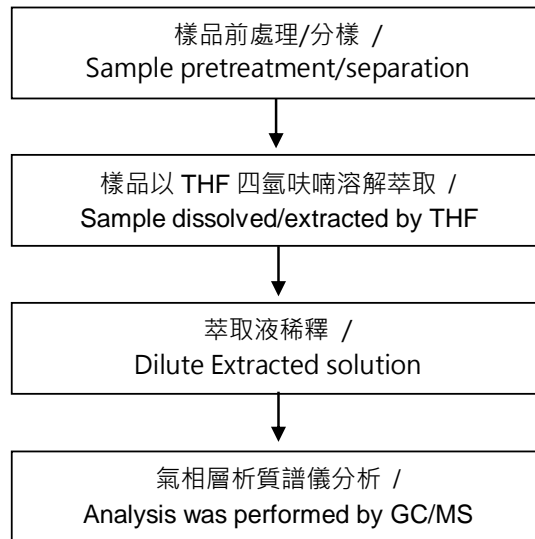 樣品前處理/分樣 /
Sample pretreatment/separation
樣品以 THF 四氫呋喃溶解萃取 /
Sample dissolved/extracted by THF
萃取液稀釋 /
Dilute Extracted solution
氣相層析質譜儀分析 /
Analysis was performed by GC/MS